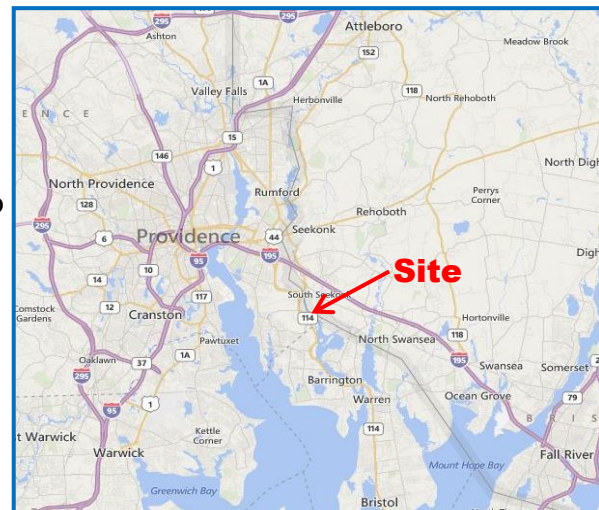 295
Attleboro
Ashton
295
Meadow Brook
152
1A
Valley Falls
118
Herbonville
North Rehoboth
E N C E
15
146
1
North Digh
North Providence
Rumford
Perrys
Corner
128
Rehoboth
Seekonk
295
6
Providence
44
195
95
Digh
Site
14
10
South Seekonk
117
Comstock
Gardens
12
Cranston
114
Hortonville
118
North Swansea
Pawtuxet
Oaklawn
37
1A
195
Swansea
Somerset
295
Barrington
Ocean Grove
79
Warren
95
1
B R I S
Kettle
Corner
t Warwick
114
Warwick
Fall River
Mount Hope Bay
Greenwich Bay
Bristol